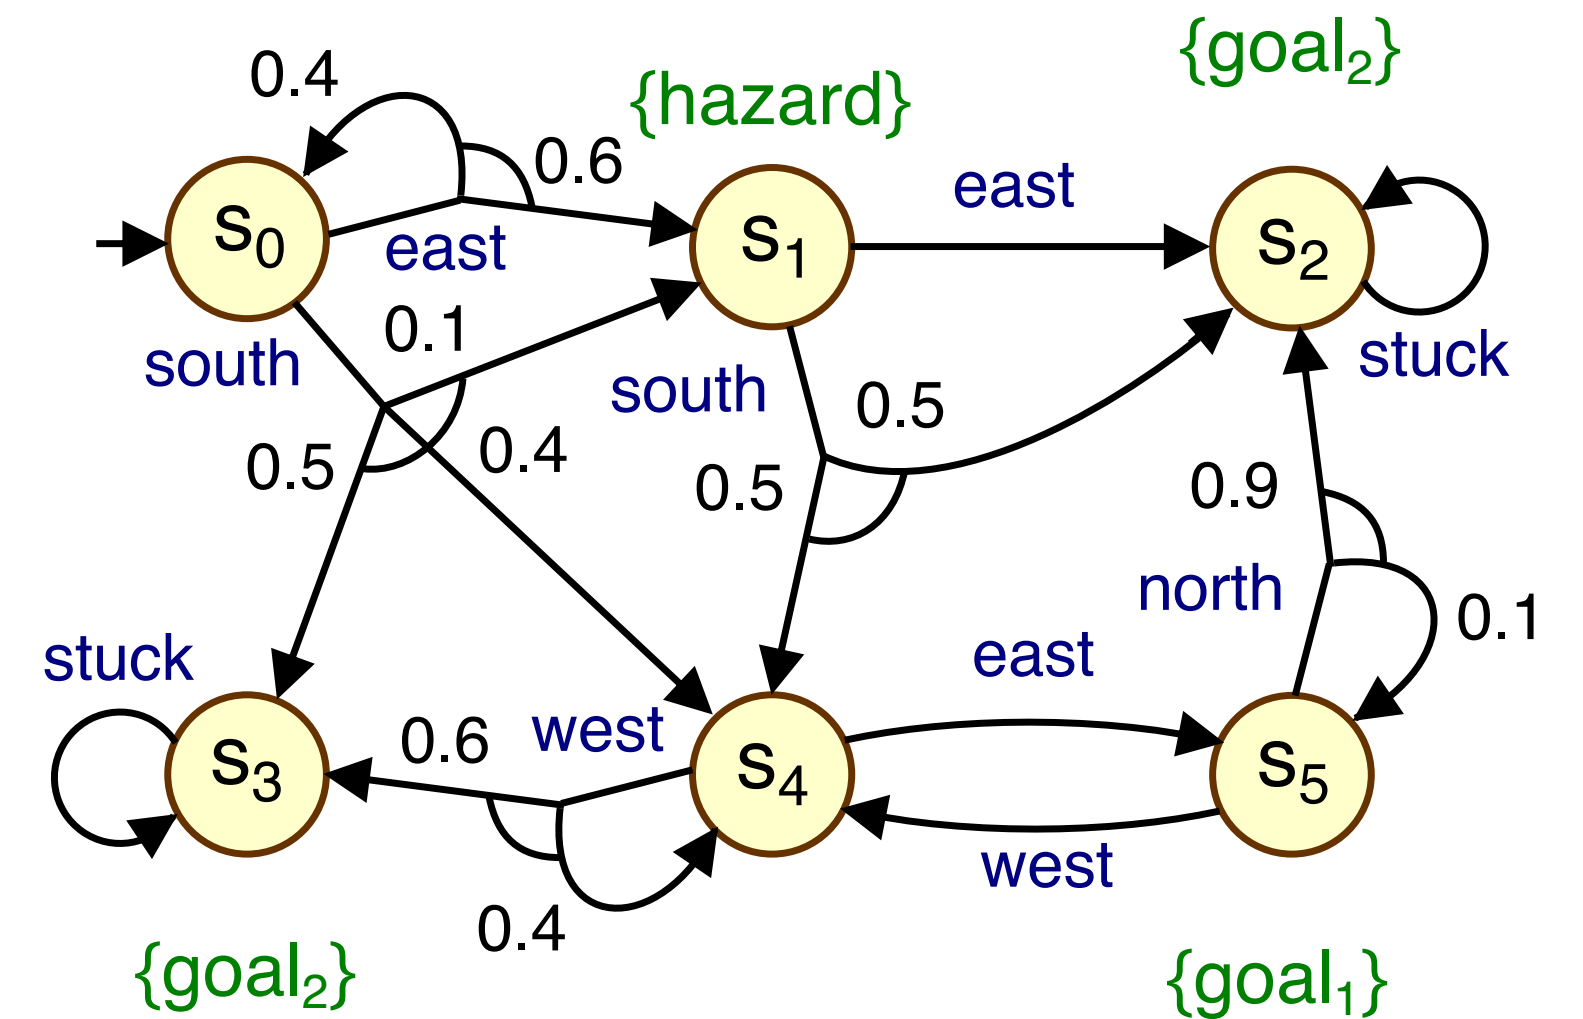 {goal₂}
0.4
{hazard}
0.6
east
s₀
s₁
s₂
east
0.1
south
stuck
south
0.5
0.5
0.4
0.5
0.9
north
0.1
stuck
east
west
0.6
s₃
s₄
s₅
west
0.4
{goal₂}
{goal₁}